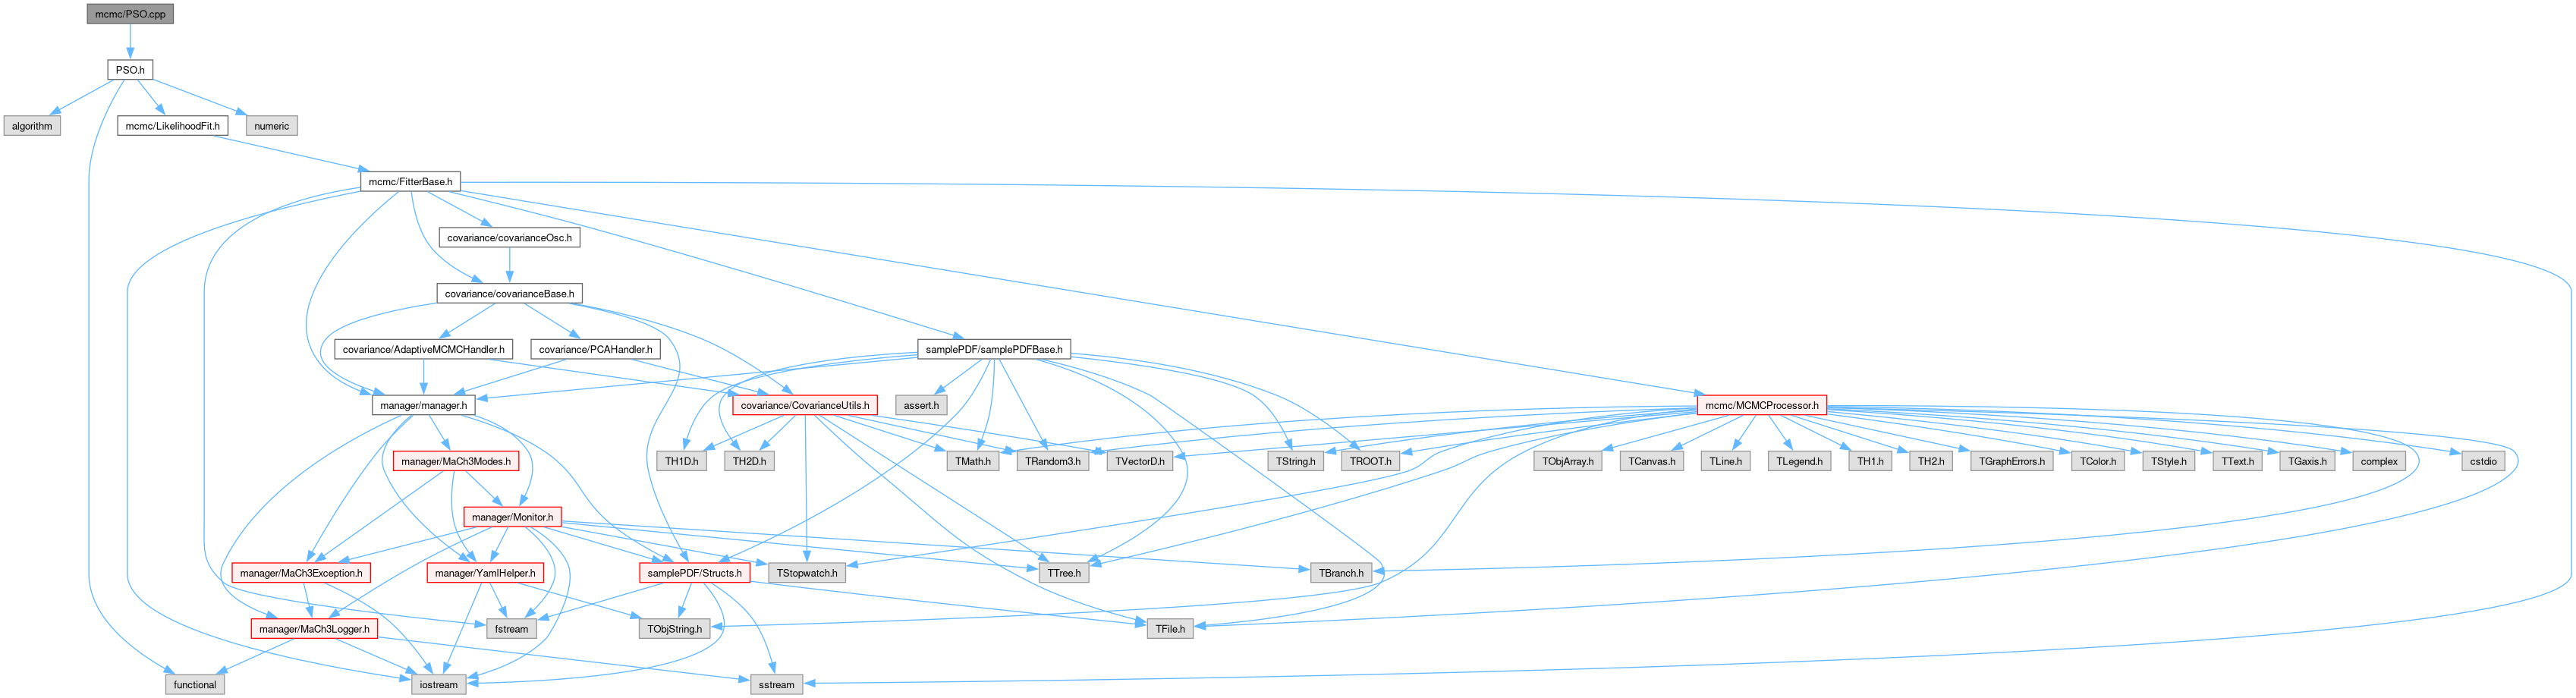 mcmc/PSO.cpp
PSO.h
algorithm
mcmc/LikelihoodFit.h
numeric
mcmc/FitterBase.h
covariance/covarianceOsc.h
covariance/covarianceBase.h
covariance/AdaptiveMCMCHandler.h
covariance/PCAHandler.h
samplePDF/samplePDFBase.h
manager/manager.h
covariance/CovarianceUtils.h
assert.h
mcmc/MCMCProcessor.h
manager/MaCh3Modes.h
TH1D.h
TH2D.h
TMath.h
TRandom3.h
TVectorD.h
TString.h
TROOT.h
TObjArray.h
TCanvas.h
TLine.h
TLegend.h
TH1.h
TH2.h
TGraphErrors.h
TColor.h
TStyle.h
TText.h
TGaxis.h
complex
cstdio
manager/Monitor.h
manager/MaCh3Exception.h
manager/YamlHelper.h
samplePDF/Structs.h
TStopwatch.h
TTree.h
TBranch.h
manager/MaCh3Logger.h
fstream
TObjString.h
TFile.h
functional
iostream
sstream